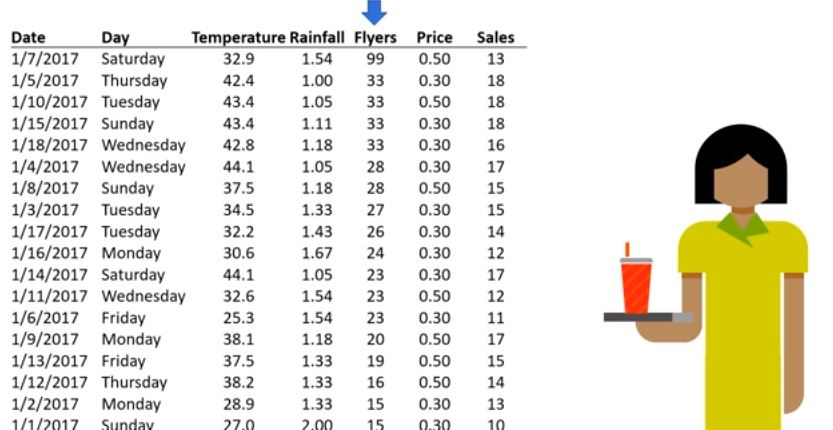 Date Day Temperature Rainfall Flyers Price Sales
1/7/2017 Saturday 32.9 1.54 99 0.50 13
1/5/2017 Thursday 42.4 1.00 33 0.30 18
1/10/2017 Tuesday 43.4 1.05 33 0.50 18
1/15/2017 Sunday 43.4 1.11 33 0.30 18
1/18/2017 Wednesday 42.8 1.18 33 0.30 16
1/4/2017 Wednesday 44.1 1.05 28 0.30 17
1/8/2017 Sunday 37.5 1.18 28 0.50 15
1/3/2017 Tuesday 34.5 1.33 27 0.30 15
1/17/2017 Tuesday 32.2 1.43 26 0.30 14
1/16/2017 Monday 30.6 1.67 24 0.30 12
1/14/2017 Saturday 44.1 1.05 23 0.30 17
1/11/2017 Wednesday 32.6 1.54 23 0.50 12
1/6/2017 Friday 25.3 1.54 23 0.30 11
1/9/2017 Monday 38.1 1.18 20 0.50 17
1/13/2017 Friday 37.5 1.33 19 0.50 15
1/12/2017 Thursday 38.2 1.33 16 0.50 14
1/2/2017 Monday 28.9 1.33 15 0.30 13
1/1/2017 Sunday 27.0 2.00 15 0.30 10